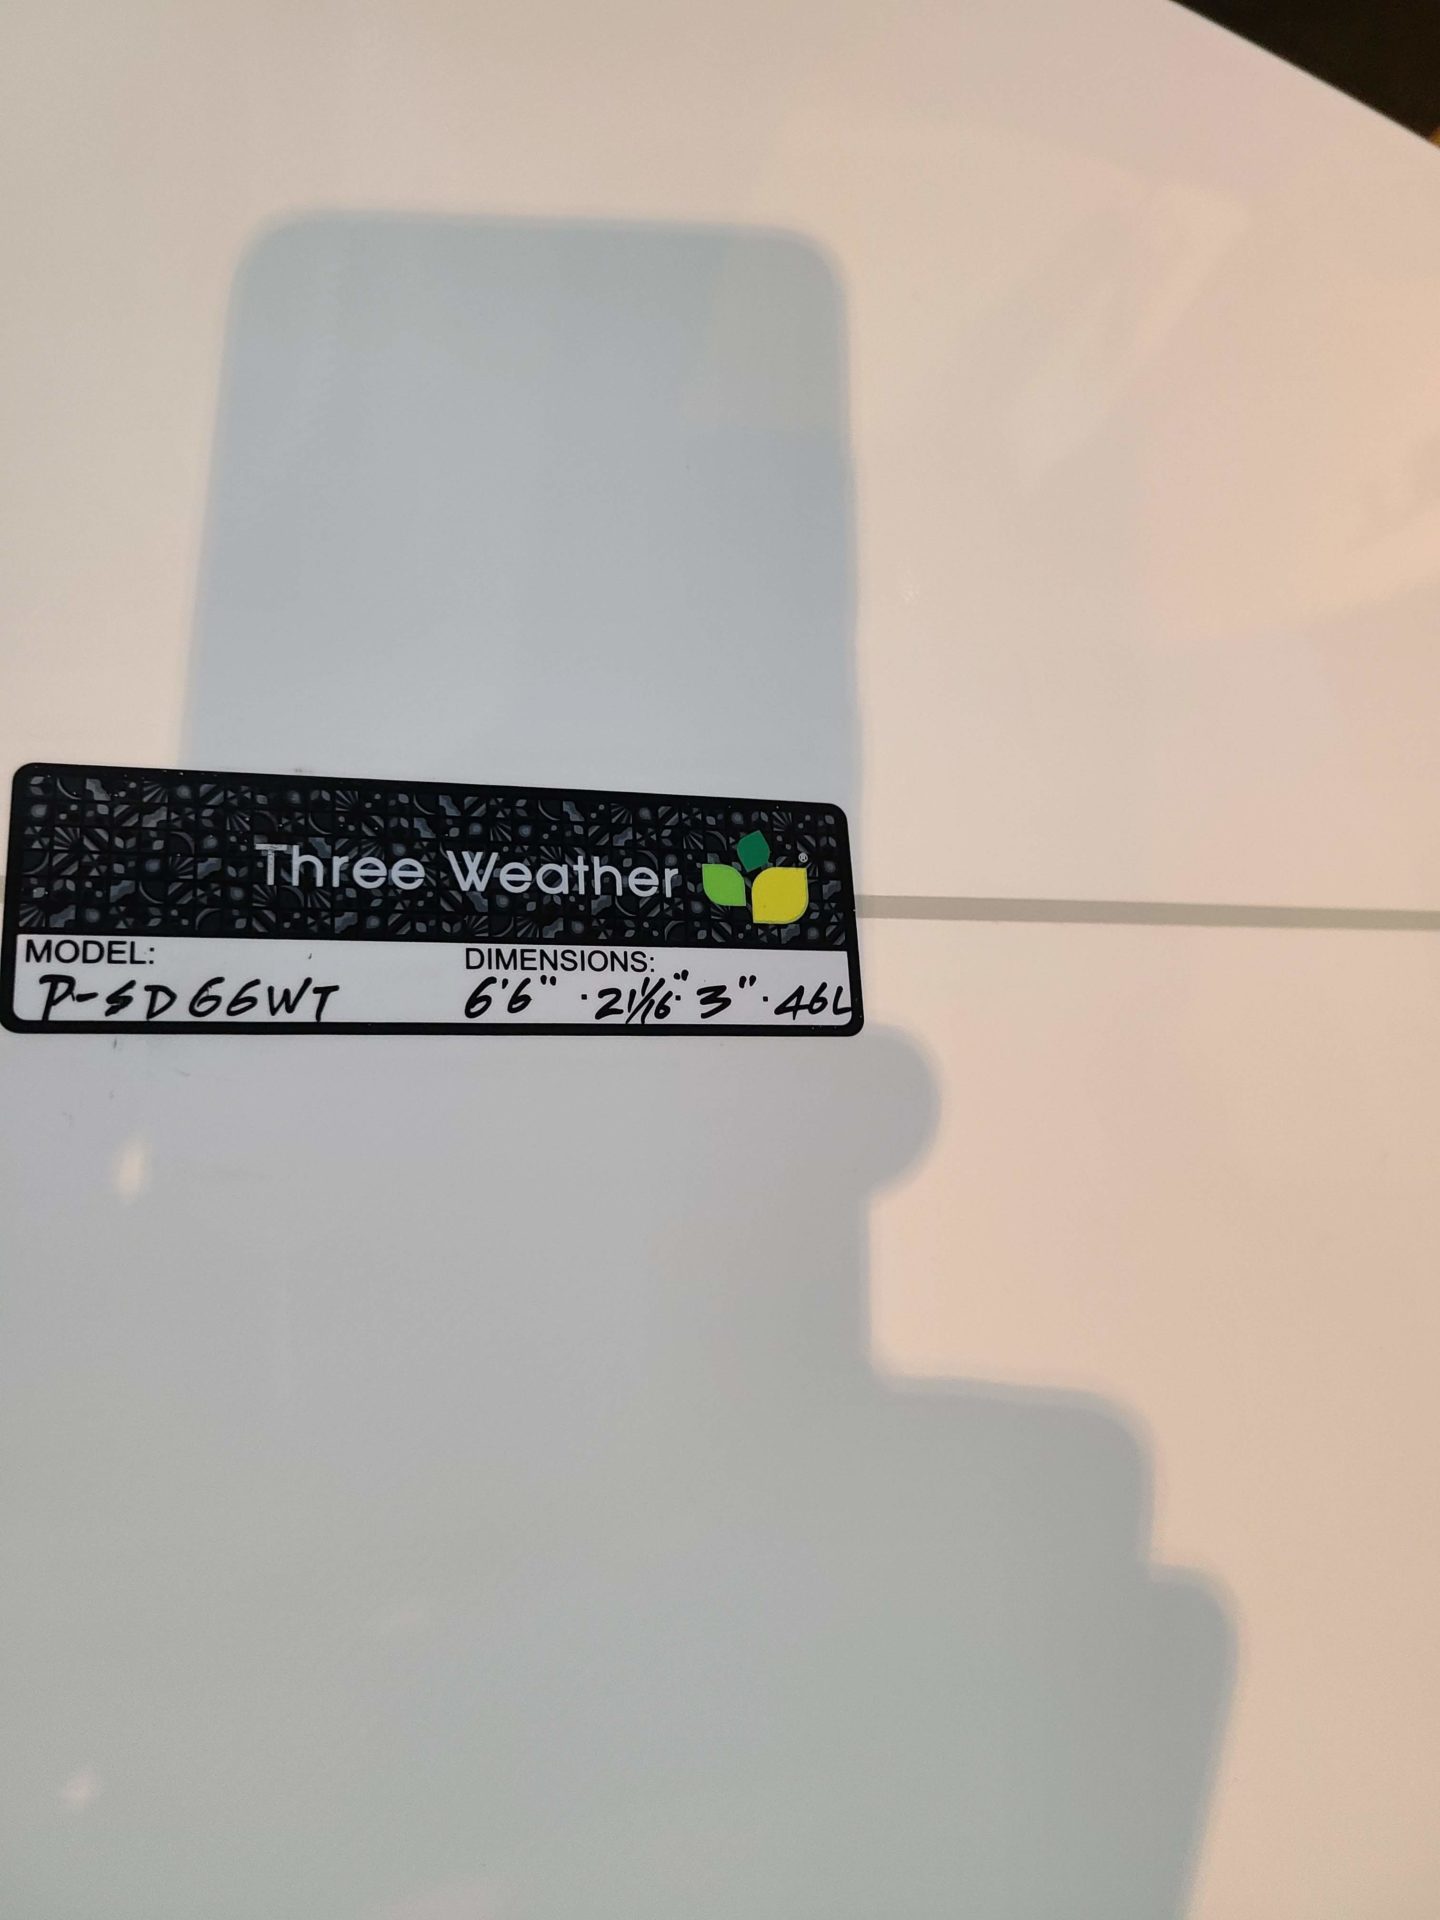 Three Weather ®
MODEL:
P-SD66WT
DIMENSIONS:
6'6" · 21 1/16" · 3" · 46L